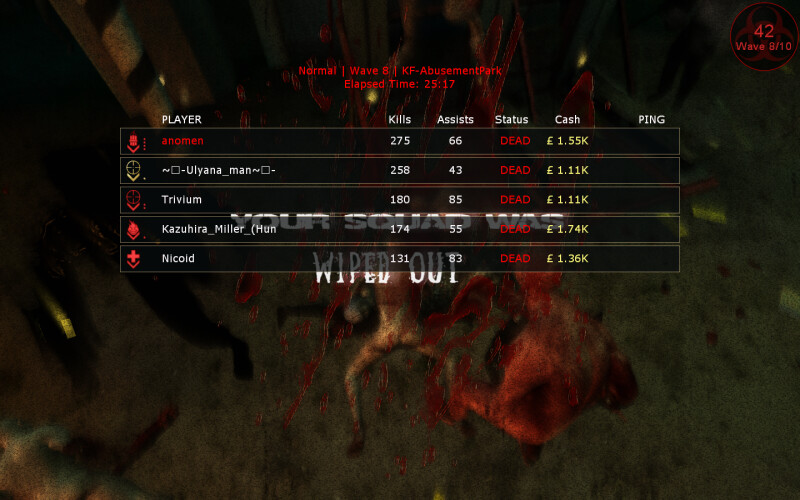 42
Wave 8/10
Normal | Wave 8 | KF-AbusementPark
Elapsed Time: 25:17
PLAYER Kills Assists Status Cash PING
anomen 275 66 DEAD £ 1.55K
~□-Ulyana_man~□- 258 43 DEAD £ 1.11K
Trivium 180 85 DEAD £ 1.11K
YOUR SQUAD WAS
Kazuhira_Miller_(Hun 174 55 DEAD £ 1.74K
Nicoid 131 83 DEAD £ 1.36K
WIPED OUT